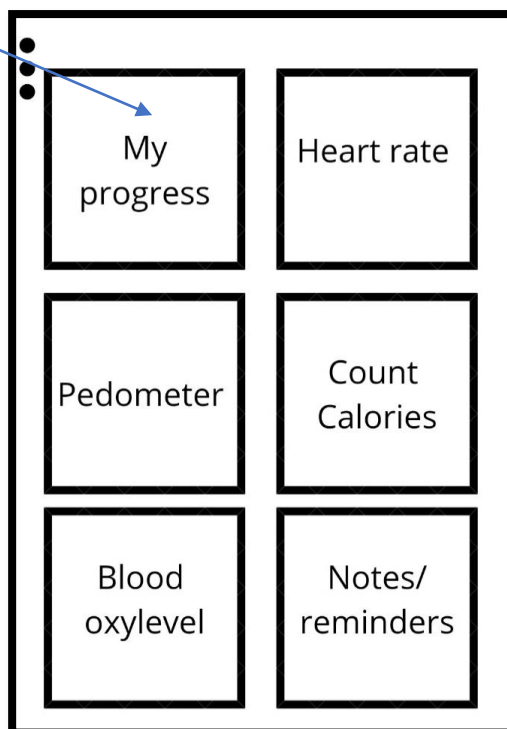 My
progress
Heart rate
Pedometer
Count
Calories
Blood
oxylevel
Notes/
reminders